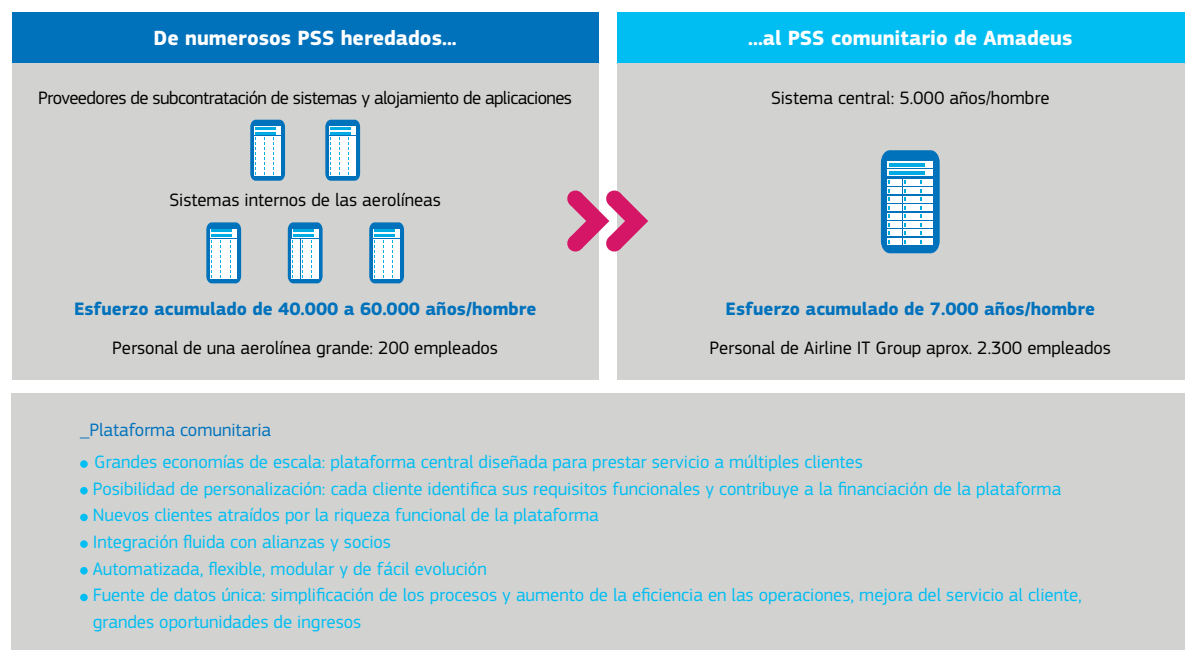 De numerosos PSS heredados...
Proveedores de subcontratación de sistemas y alojamiento de aplicaciones
Sistemas internos de las aerolíneas
Esfuerzo acumulado de 40.000 a 60.000 años/hombre
Personal de una aerolínea grande: 200 empleados
...al PSS comunitario de Amadeus
Sistema central: 5.000 años/hombre
Esfuerzo acumulado de 7.000 años/hombre
Personal de Airline IT Group aprox. 2.300 empleados
_Plataforma comunitaria
● Grandes economías de escala: plataforma central diseñada para prestar servicio a múltiples clientes
● Posibilidad de personalización: cada cliente identifica sus requisitos funcionales y contribuye a la financiación de la plataforma
● Nuevos clientes atraídos por la riqueza funcional de la plataforma
● Integración fluida con alianzas y socios
● Automatizada, flexible, modular y de fácil evolución
● Fuente de datos única: simplificación de los procesos y aumento de la eficiencia en las operaciones, mejora del servicio al cliente,
grandes oportunidades de ingresos